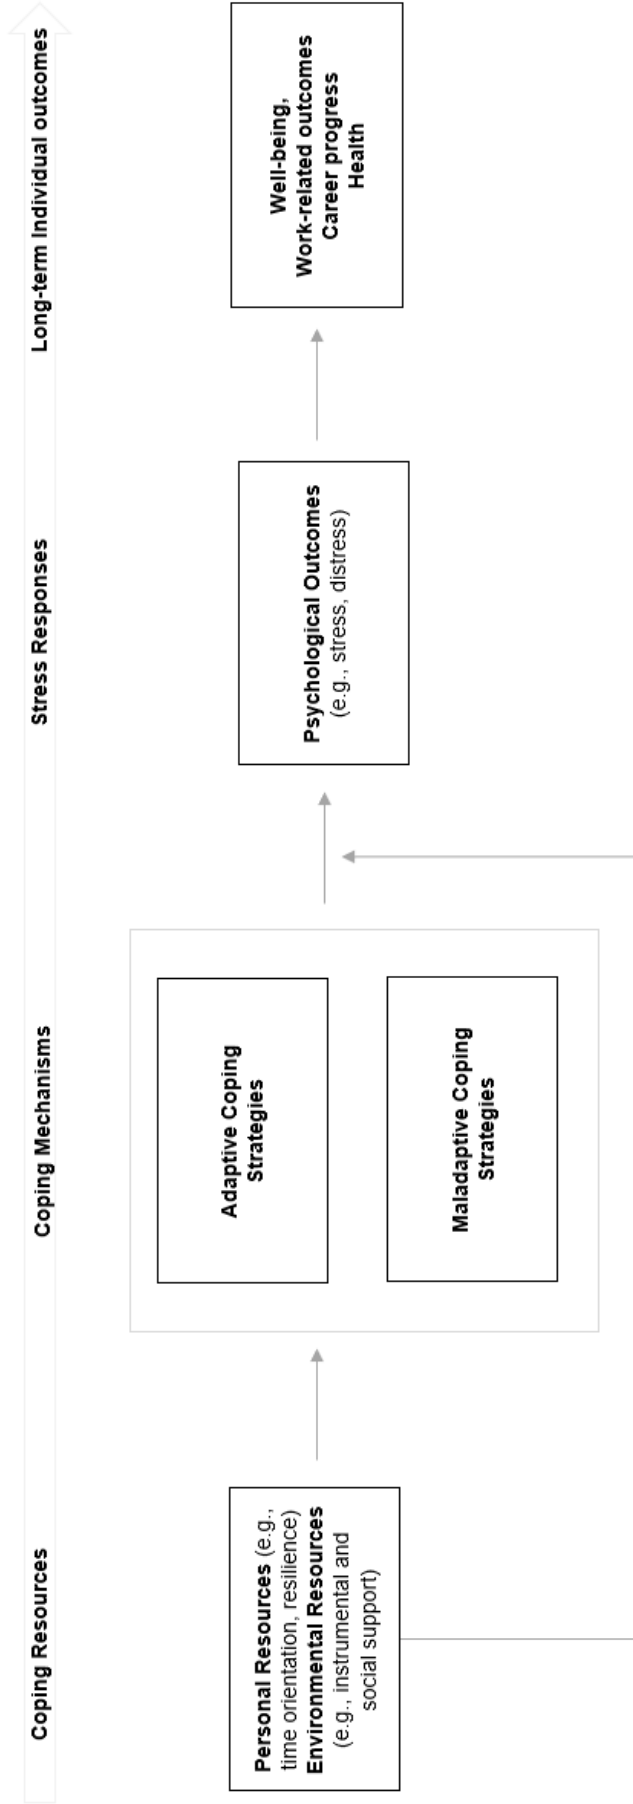 Coping Resources
Coping Mechanisms
Stress Responses
Long-term Individual outcomes
Personal Resources (e.g.,
time orientation, resilience)
Environmental Resources
(e.g., instrumental and
social support)
Adaptive Coping
Strategies
Maladaptive Coping
Strategies
Psychological Outcomes
(e.g., stress, distress)
Well-being,
Work-related outcomes
Career progress
Health